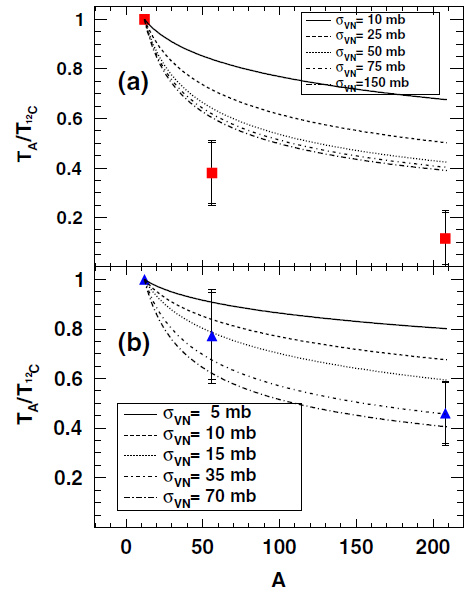 σVN= 10 mb
σVN= 25 mb
σVN= 50 mb
σVN= 75 mb
σVN=150 mb
(a)
1
0.8
0.6
0.4
0.2
TA/T12C
(b)
1
0.8
0.6
0.4
0.2
TA/T12C
σVN= 5 mb
σVN= 10 mb
σVN= 15 mb
σVN= 35 mb
σVN= 70 mb
0 50 100 150 200
A